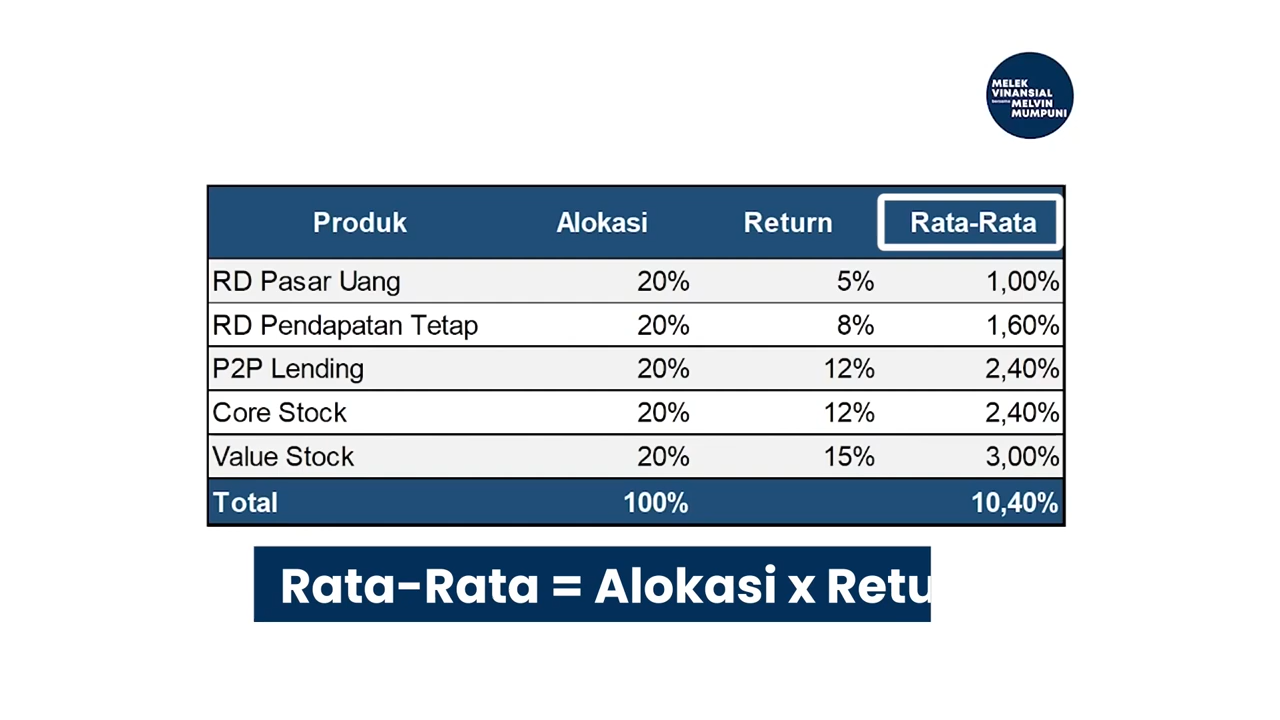 MELEK
VINANSIAL
bersama MELVIN
MUMPUNI
Produk Alokasi Return Rata-Rata
RD Pasar Uang 20% 5% 1,00%
RD Pendapatan Tetap 20% 8% 1,60%
P2P Lending 20% 12% 2,40%
Core Stock 20% 12% 2,40%
Value Stock 20% 15% 3,00%
Total 100% 10,40%
Rata-Rata = Alokasi x Retu